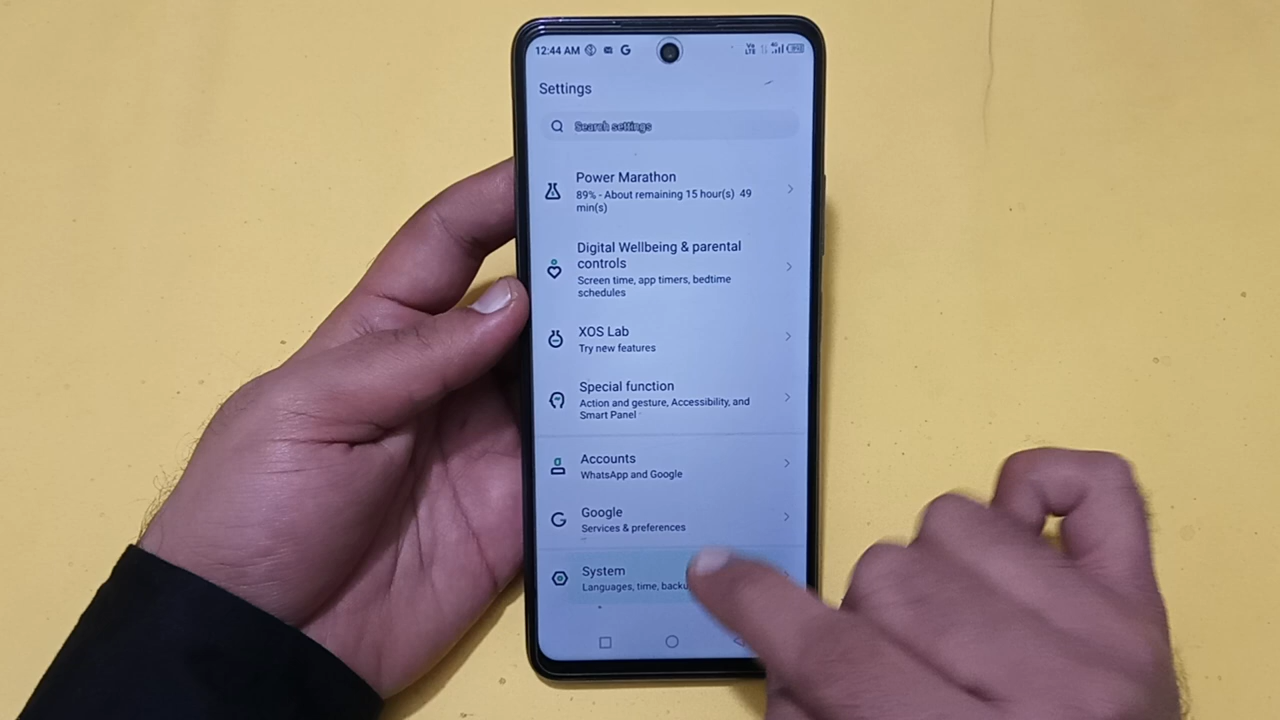 12:44 AM
Settings
Search settings
Power Marathon
89% - About remaining 15 hour(s) 49
min(s)
Digital Wellbeing & parental
controls
Screen time, app timers, bedtime
schedules
XOS Lab
Try new features
Special function
Action and gesture, Accessibility, and
Smart Panel
Accounts
WhatsApp and Google
Google
Services & preferences
System
Languages, time,